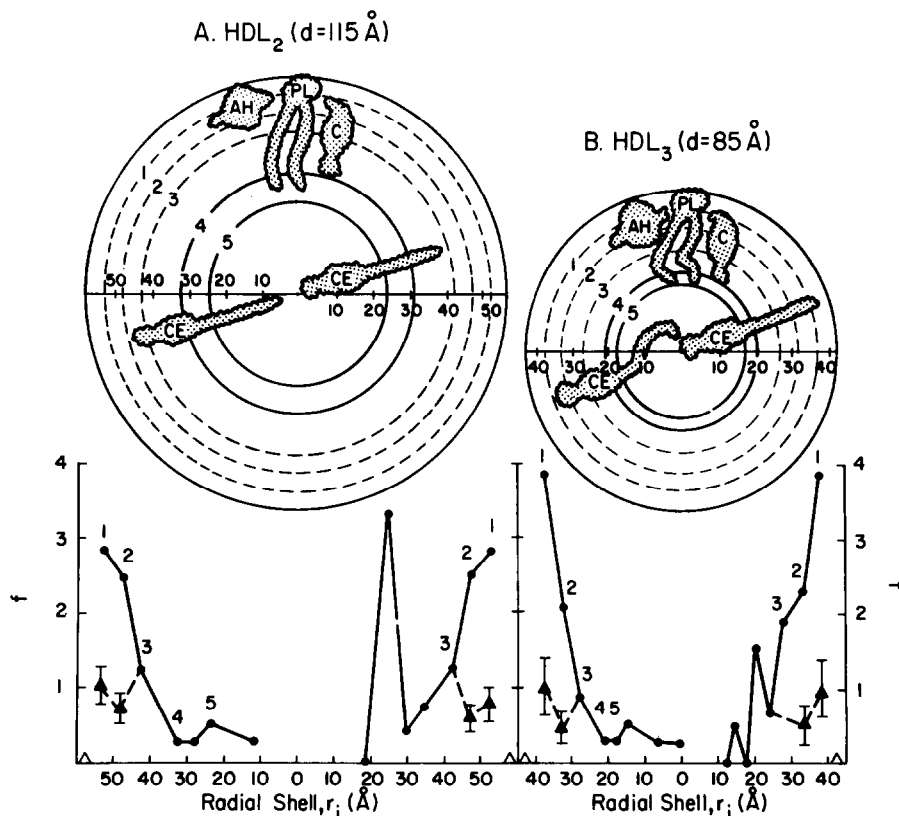 A. HDL2 (d=115 Å)
B. HDL3 (d=85 Å)
AH PL C
1 2 3 4 5
CE
CE
50 40 30 20 10 10 20 30 40 50
AH PL C
1 2 3 4 5
CE
CE
40 30 20 10 10 20 30 40
f
4
3
2
1
1 2 3 4 5
3 2 1
50 40 30 20 10 0 10 20 30 40 50
Radial Shell, ri (Å)
1 2 3 4 5
3 2 1
4
3
2
1
40 30 20 10 0 10 20 30 40
Radial Shell, ri (Å)